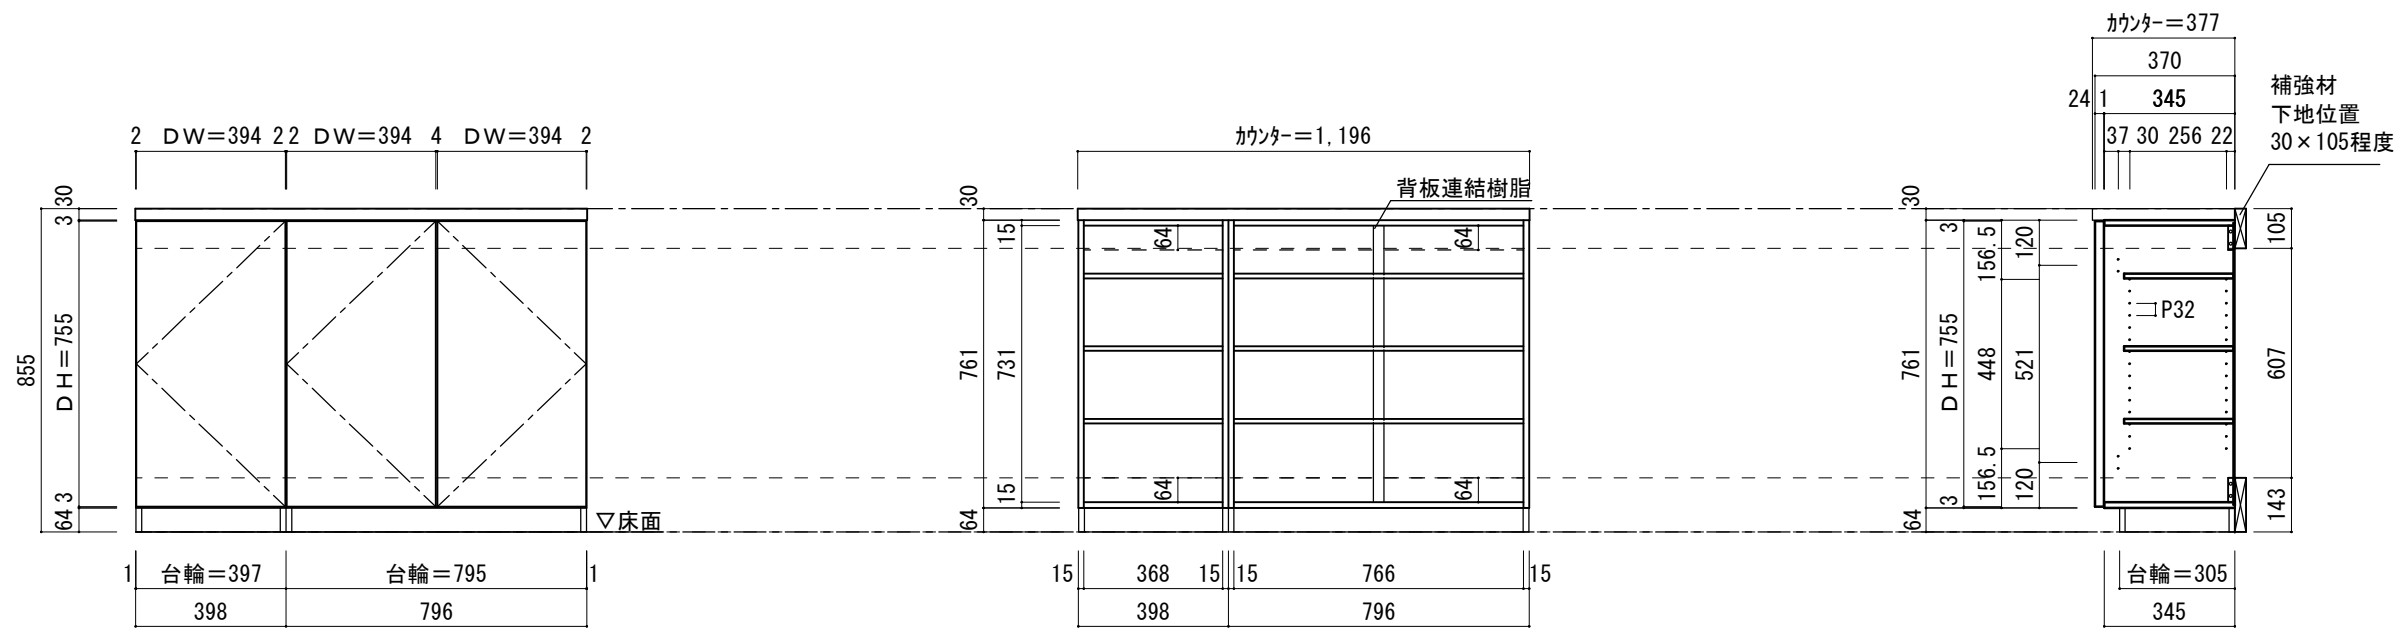 2 ＤＷ＝394 2 2 ＤＷ＝394 4 ＤＷ＝394 2
30
3
855
ＤＨ＝755
3
64
▽床面
1 台輪＝397 台輪＝795 1
398 796
ｶｳﾝﾀｰ＝1,196
背板連結樹脂
30
15
64 64
761 731
15
64 64
64
15 368 15 15 766 15
398 796
ｶｳﾝﾀｰ＝377
370
24 1 345
37 30 256 22
補強材
下地位置
30×105程度
30
3 156.5 120
105
P32
761 ＤＨ＝755 448 521
607
3 156.5 120
64
143
台輪＝305
345